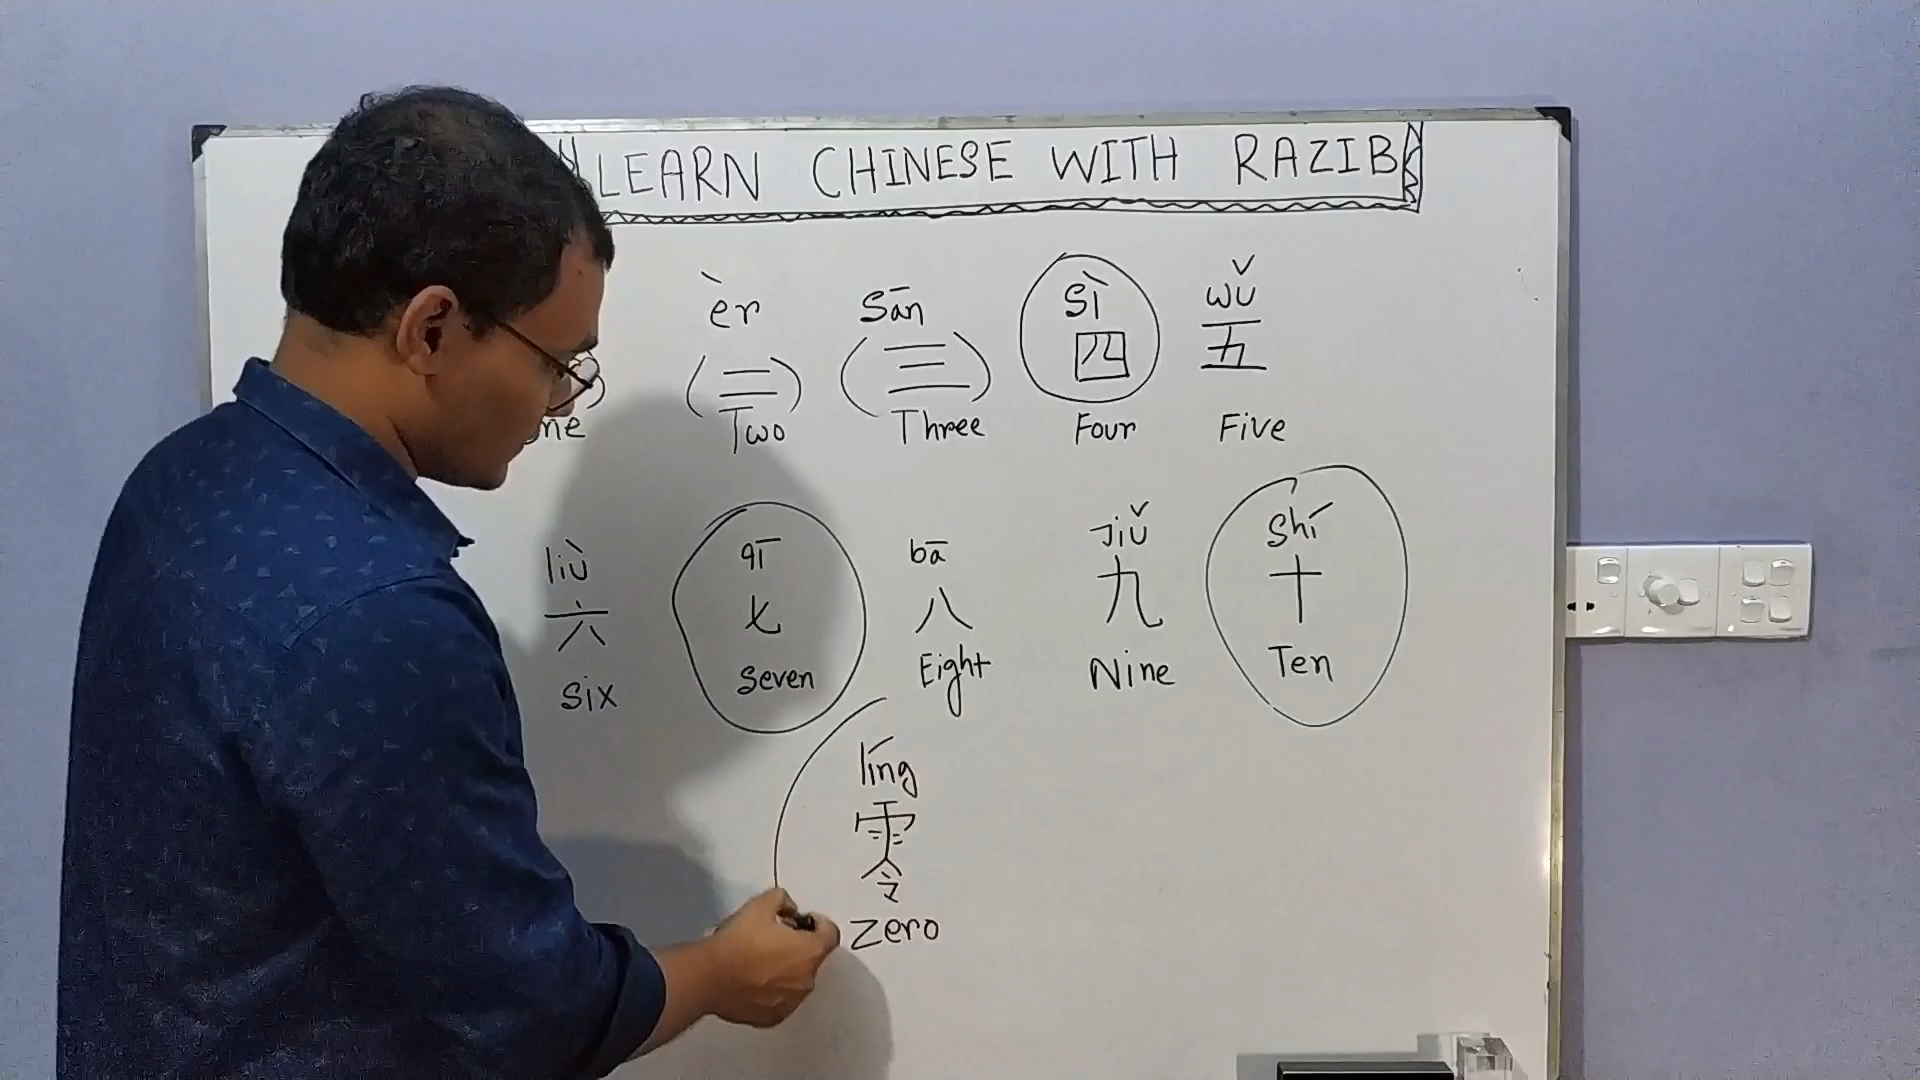 LEARN CHINESE WITH RAZIB
èr sān sì wǔ
(二) (三) 四 五
Two Three Four Five
liù qī bā jiǔ shí
六 七 八 九 十
six seven Eight Nine Ten
líng
零
zero